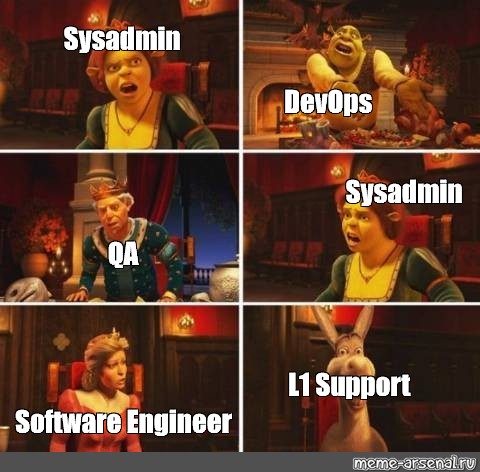 Sysadmin
DevOps
QA
Sysadmin
Software Engineer
L1 Support
meme-arsenal.ru